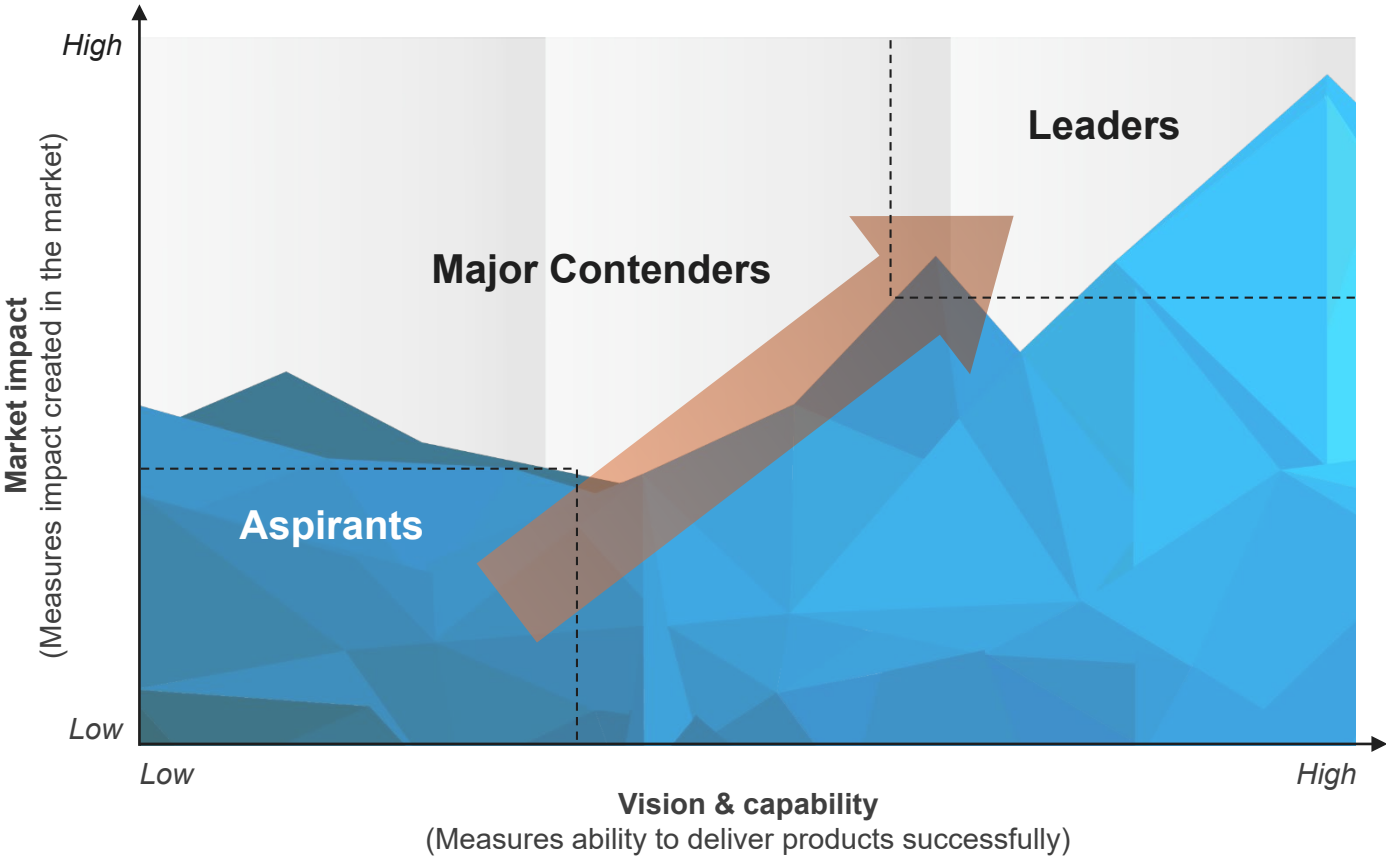 High
Leaders
Major Contenders
Market impact
(Measures impact created in the market)
Aspirants
Low
Low
High
Vision & capability
(Measures ability to deliver products successfully)